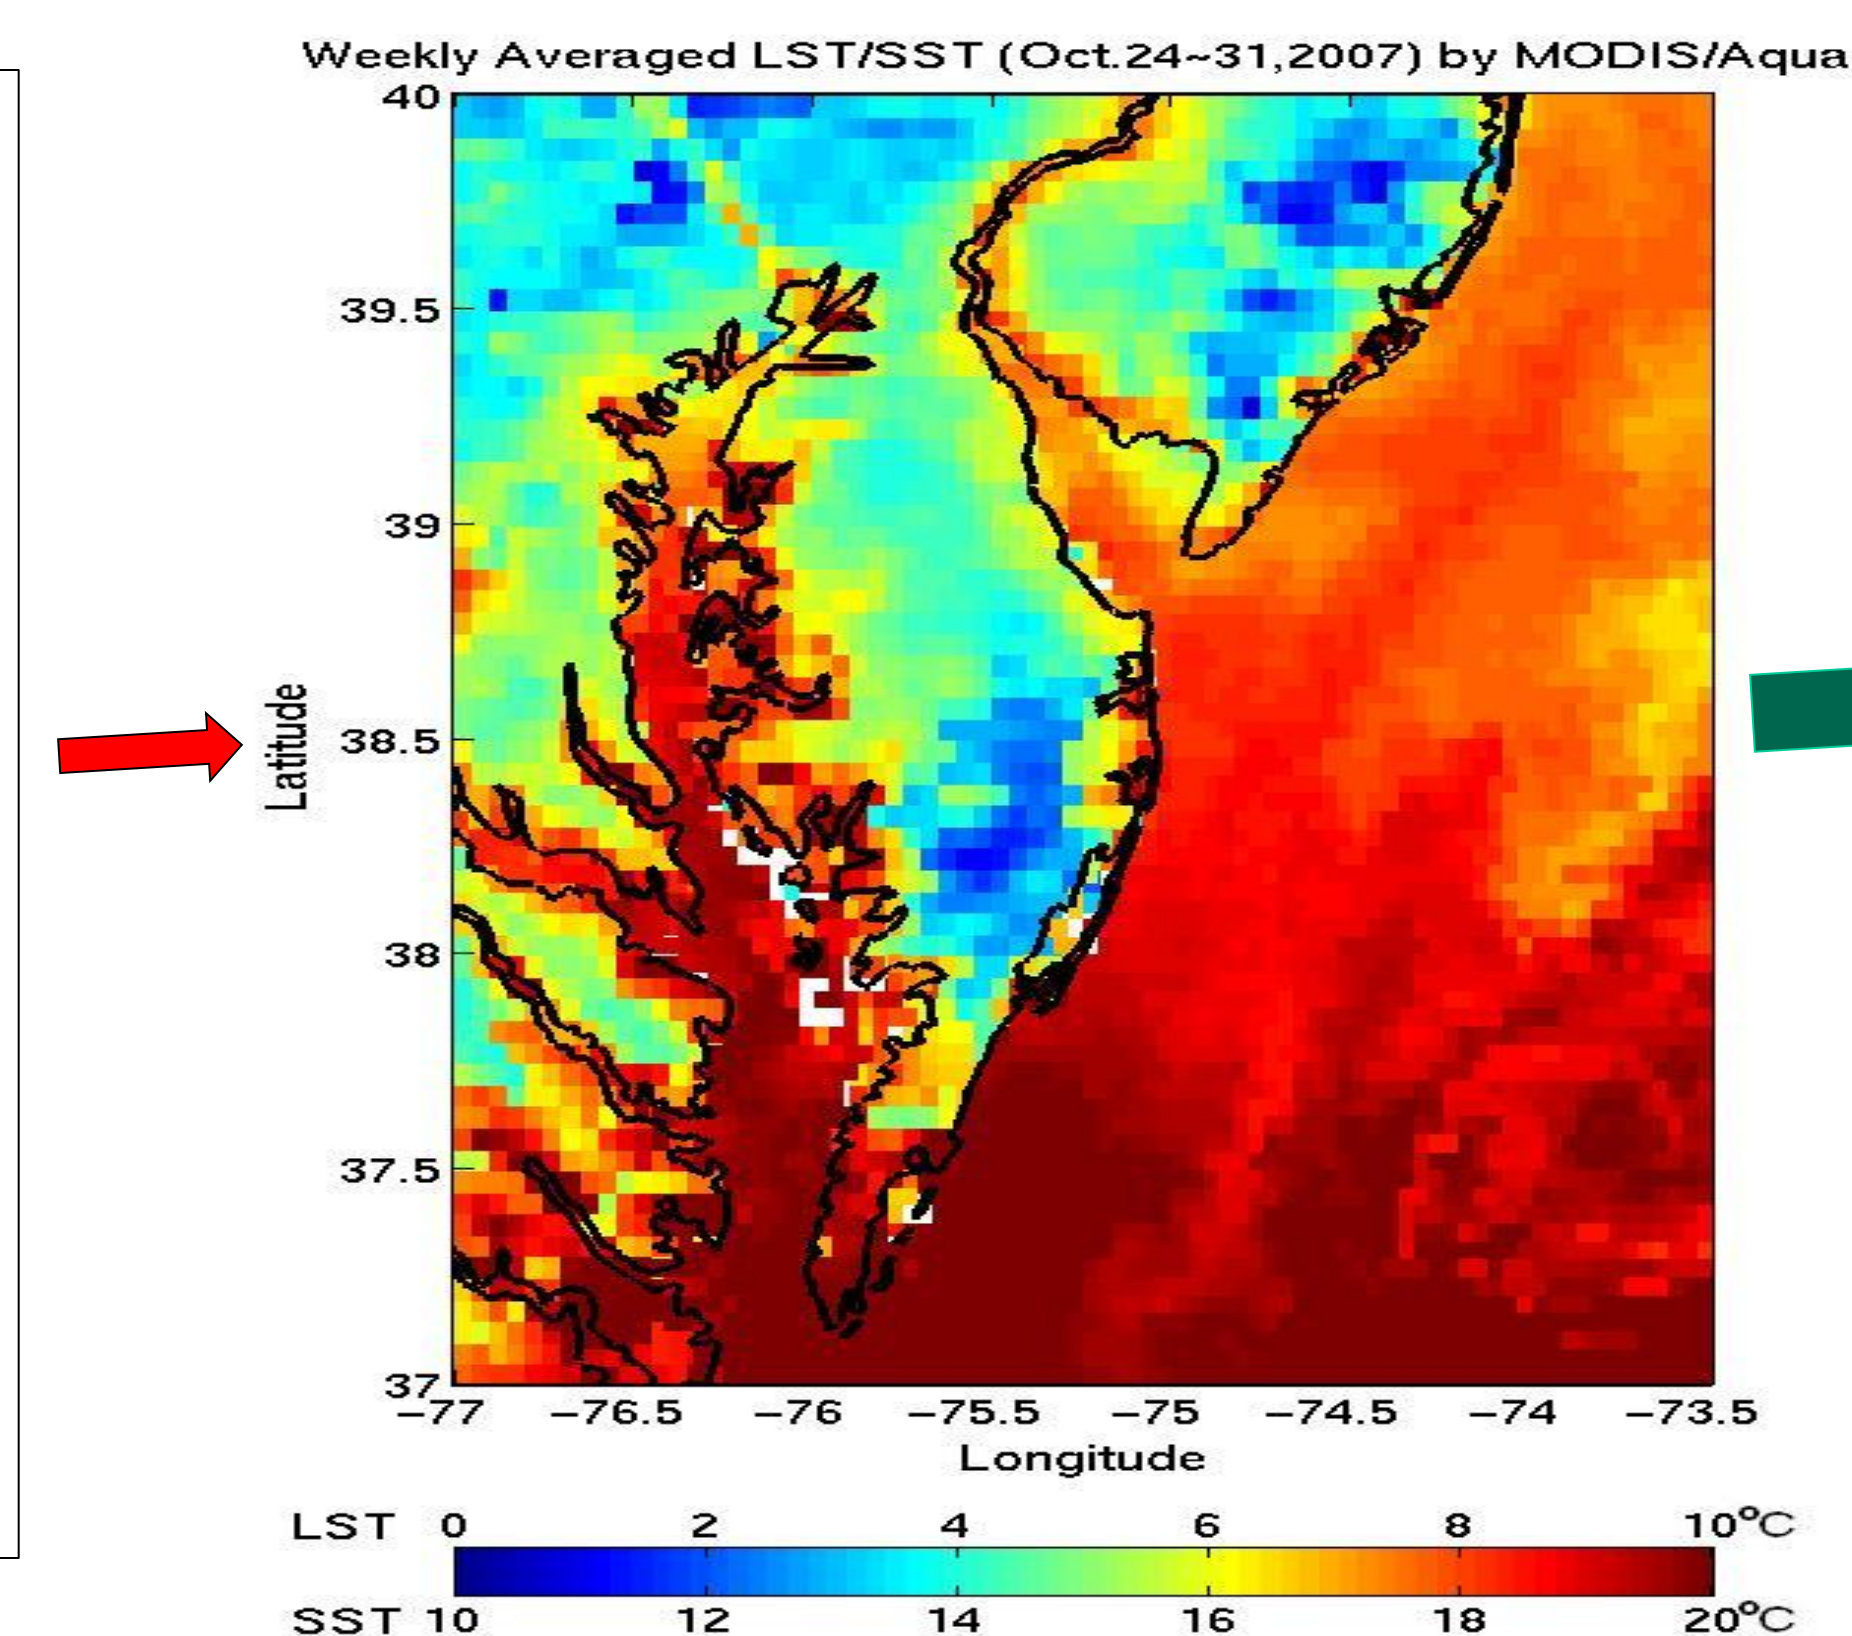 Weekly Averaged LST/SST (Oct.24~31,2007) by MODIS/Aqua
40
39.5
39
38.5
38
37.5
37
Latitude
−77 −76.5 −76 −75.5 −75 −74.5 −74 −73.5
Longitude
LST 0 2 4 6 8 10°C
SST 10 12 14 16 18 20°C